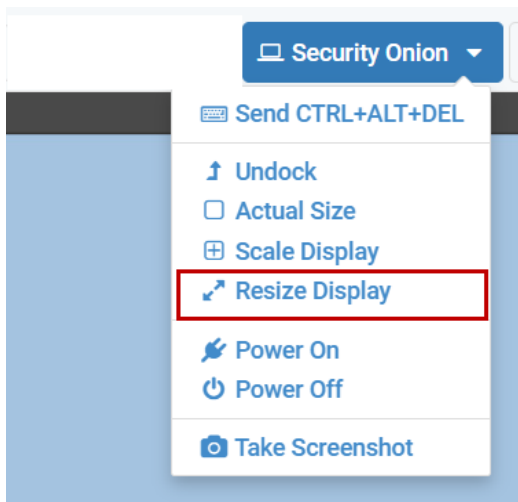 Security Onion
Send CTRL+ALT+DEL
Undock
Actual Size
Scale Display
Resize Display
Power On
Power Off
Take Screenshot